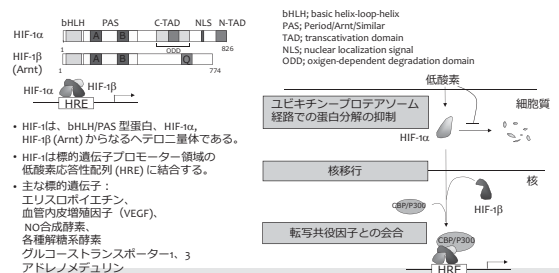 bHLH PAS C-TAD NLS N-TAD
HIF-1α A B
1 ODD 826
HIF-1β
(Arnt) A B Q
1 774
HIF-1α HIF-1β
HRE
• HIF-1は、bHLH/PAS 型蛋白、HIF-1α,
HIF-1β (Arnt) からなるヘテロ二量体である。
• HIF-1は標的遺伝子プロモーター領域の
低酸素応答性配列 (HRE) に結合する。
• 主な標的遺伝子：
エリスロポイエチン、
血管内皮増殖因子（VEGF)、
NO合成酵素、
各種解糖系酵素
グルコーストランスポーター1、3
アドレノメデュリン
bHLH; basic helix-loop-helix
PAS; Period/Arnt/Similar
TAD; transcavation domain
NLS; nuclear localization signal
ODD; oxigen-dependent degradation domain
低酸素
ユビキチンープロテアソーム
経路での蛋白分解の抑制
細胞質
HIF-1α
核移行
核
CBP/P300
HIF-1β
転写共役因子との会合
CBP/P300
HRE